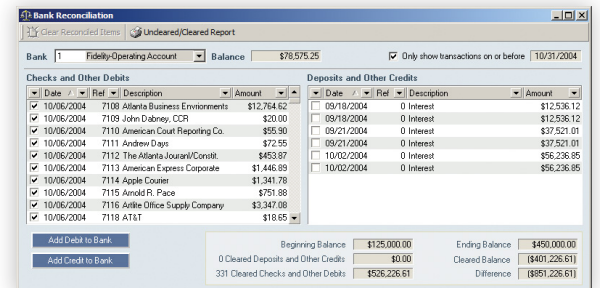 Bank Reconciliation
Clear Reconciled Items Uncleared/Cleared Report
Bank 1 Fidelity-Operating Account Balance $78,575.25 Only show transactions on or before 10/31/2004
Checks and Other Debits
Date Ref Description Amount
10/06/2004 7108 Atlanta Business Envrionments $12,764.62
10/06/2004 7109 John Dabney, CCR $20.00
10/06/2004 7110 American Court Reporting Co. $55.90
10/06/2004 7111 Andrew Days $72.55
10/06/2004 7112 The Atlanta Jouranl/Constit. $453.87
10/06/2004 7113 American Express Corporate $1,446.89
10/06/2004 7114 Apple Courier $1,341.78
10/06/2004 7115 Arnold R. Pace $751.88
10/06/2004 7116 Artlite Office Supply Company $3,347.08
10/06/2004 7118 AT&T $18.65
Deposits and Other Credits
Date Ref Description Amount
09/18/2004 0 Interest $12,536.12
09/18/2004 0 Interest $12,536.12
09/21/2004 0 Interest $37,521.01
09/21/2004 0 Interest $37,521.01
10/02/2004 0 Interest $56,236.85
10/02/2004 0 Interest $56,236.85
Add Debit to Bank
Add Credit to Bank
Beginning Balance $125,000.00 Ending Balance $450,000.00
0 Cleared Deposits and Other Credits $0.00 Cleared Balance ($401,226.61)
331 Cleared Checks and Other Debits $526,226.61 Difference ($851,226.61)